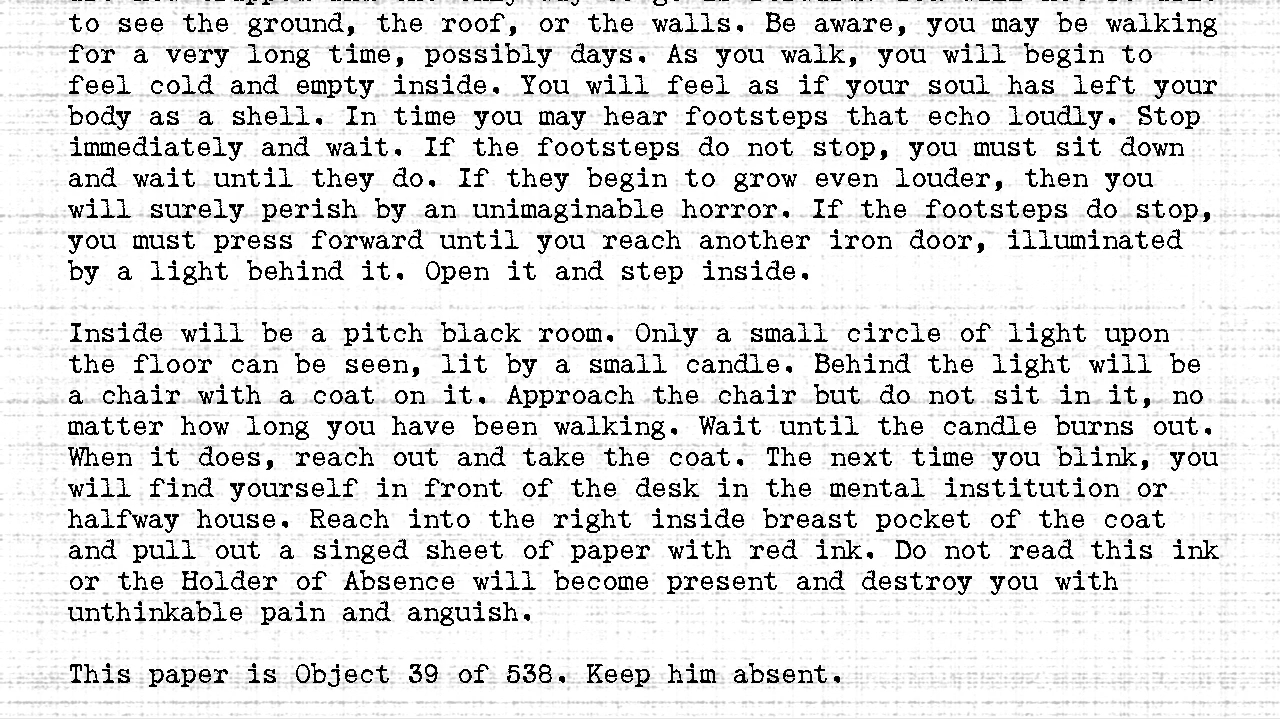 to see the ground, the roof, or the walls. Be aware, you may be walking
for a very long time, possibly days. As you walk, you will begin to
feel cold and empty inside. You will feel as if your soul has left your
body as a shell. In time you may hear footsteps that echo loudly. Stop
immediately and wait. If the footsteps do not stop, you must sit down
and wait until they do. If they begin to grow even louder, then you
will surely perish by an unimaginable horror. If the footsteps do stop,
you must press forward until you reach another iron door, illuminated
by a light behind it. Open it and step inside.
Inside will be a pitch black room. Only a small circle of light upon
the floor can be seen, lit by a small candle. Behind the light will be
a chair with a coat on it. Approach the chair but do not sit in it, no
matter how long you have been walking. Wait until the candle burns out.
When it does, reach out and take the coat. The next time you blink, you
will find yourself in front of the desk in the mental institution or
halfway house. Reach into the right inside breast pocket of the coat
and pull out a singed sheet of paper with red ink. Do not read this ink
or the Holder of Absence will become present and destroy you with
unthinkable pain and anguish.
This paper is Object 39 of 538. Keep him absent.